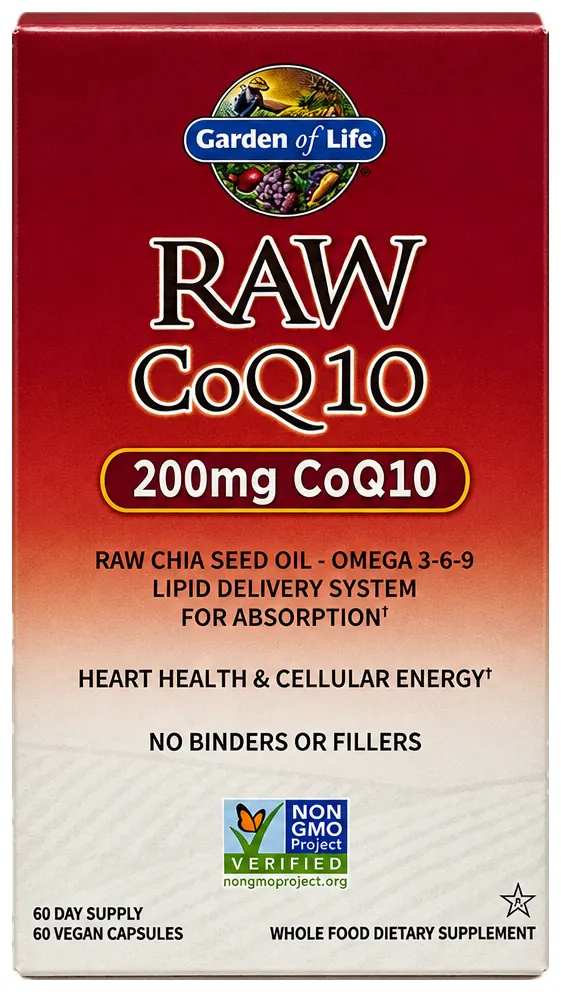 Garden of Life®
RAW
CoQ10
200mg CoQ10
RAW CHIA SEED OIL - OMEGA 3-6-9
LIPID DELIVERY SYSTEM
FOR ABSORPTION†
HEART HEALTH & CELLULAR ENERGY†
NO BINDERS OR FILLERS
NON
GMO
Project
VERIFIED
nongmoproject.org
60 DAY SUPPLY
60 VEGAN CAPSULES
WHOLE FOOD DIETARY SUPPLEMENT